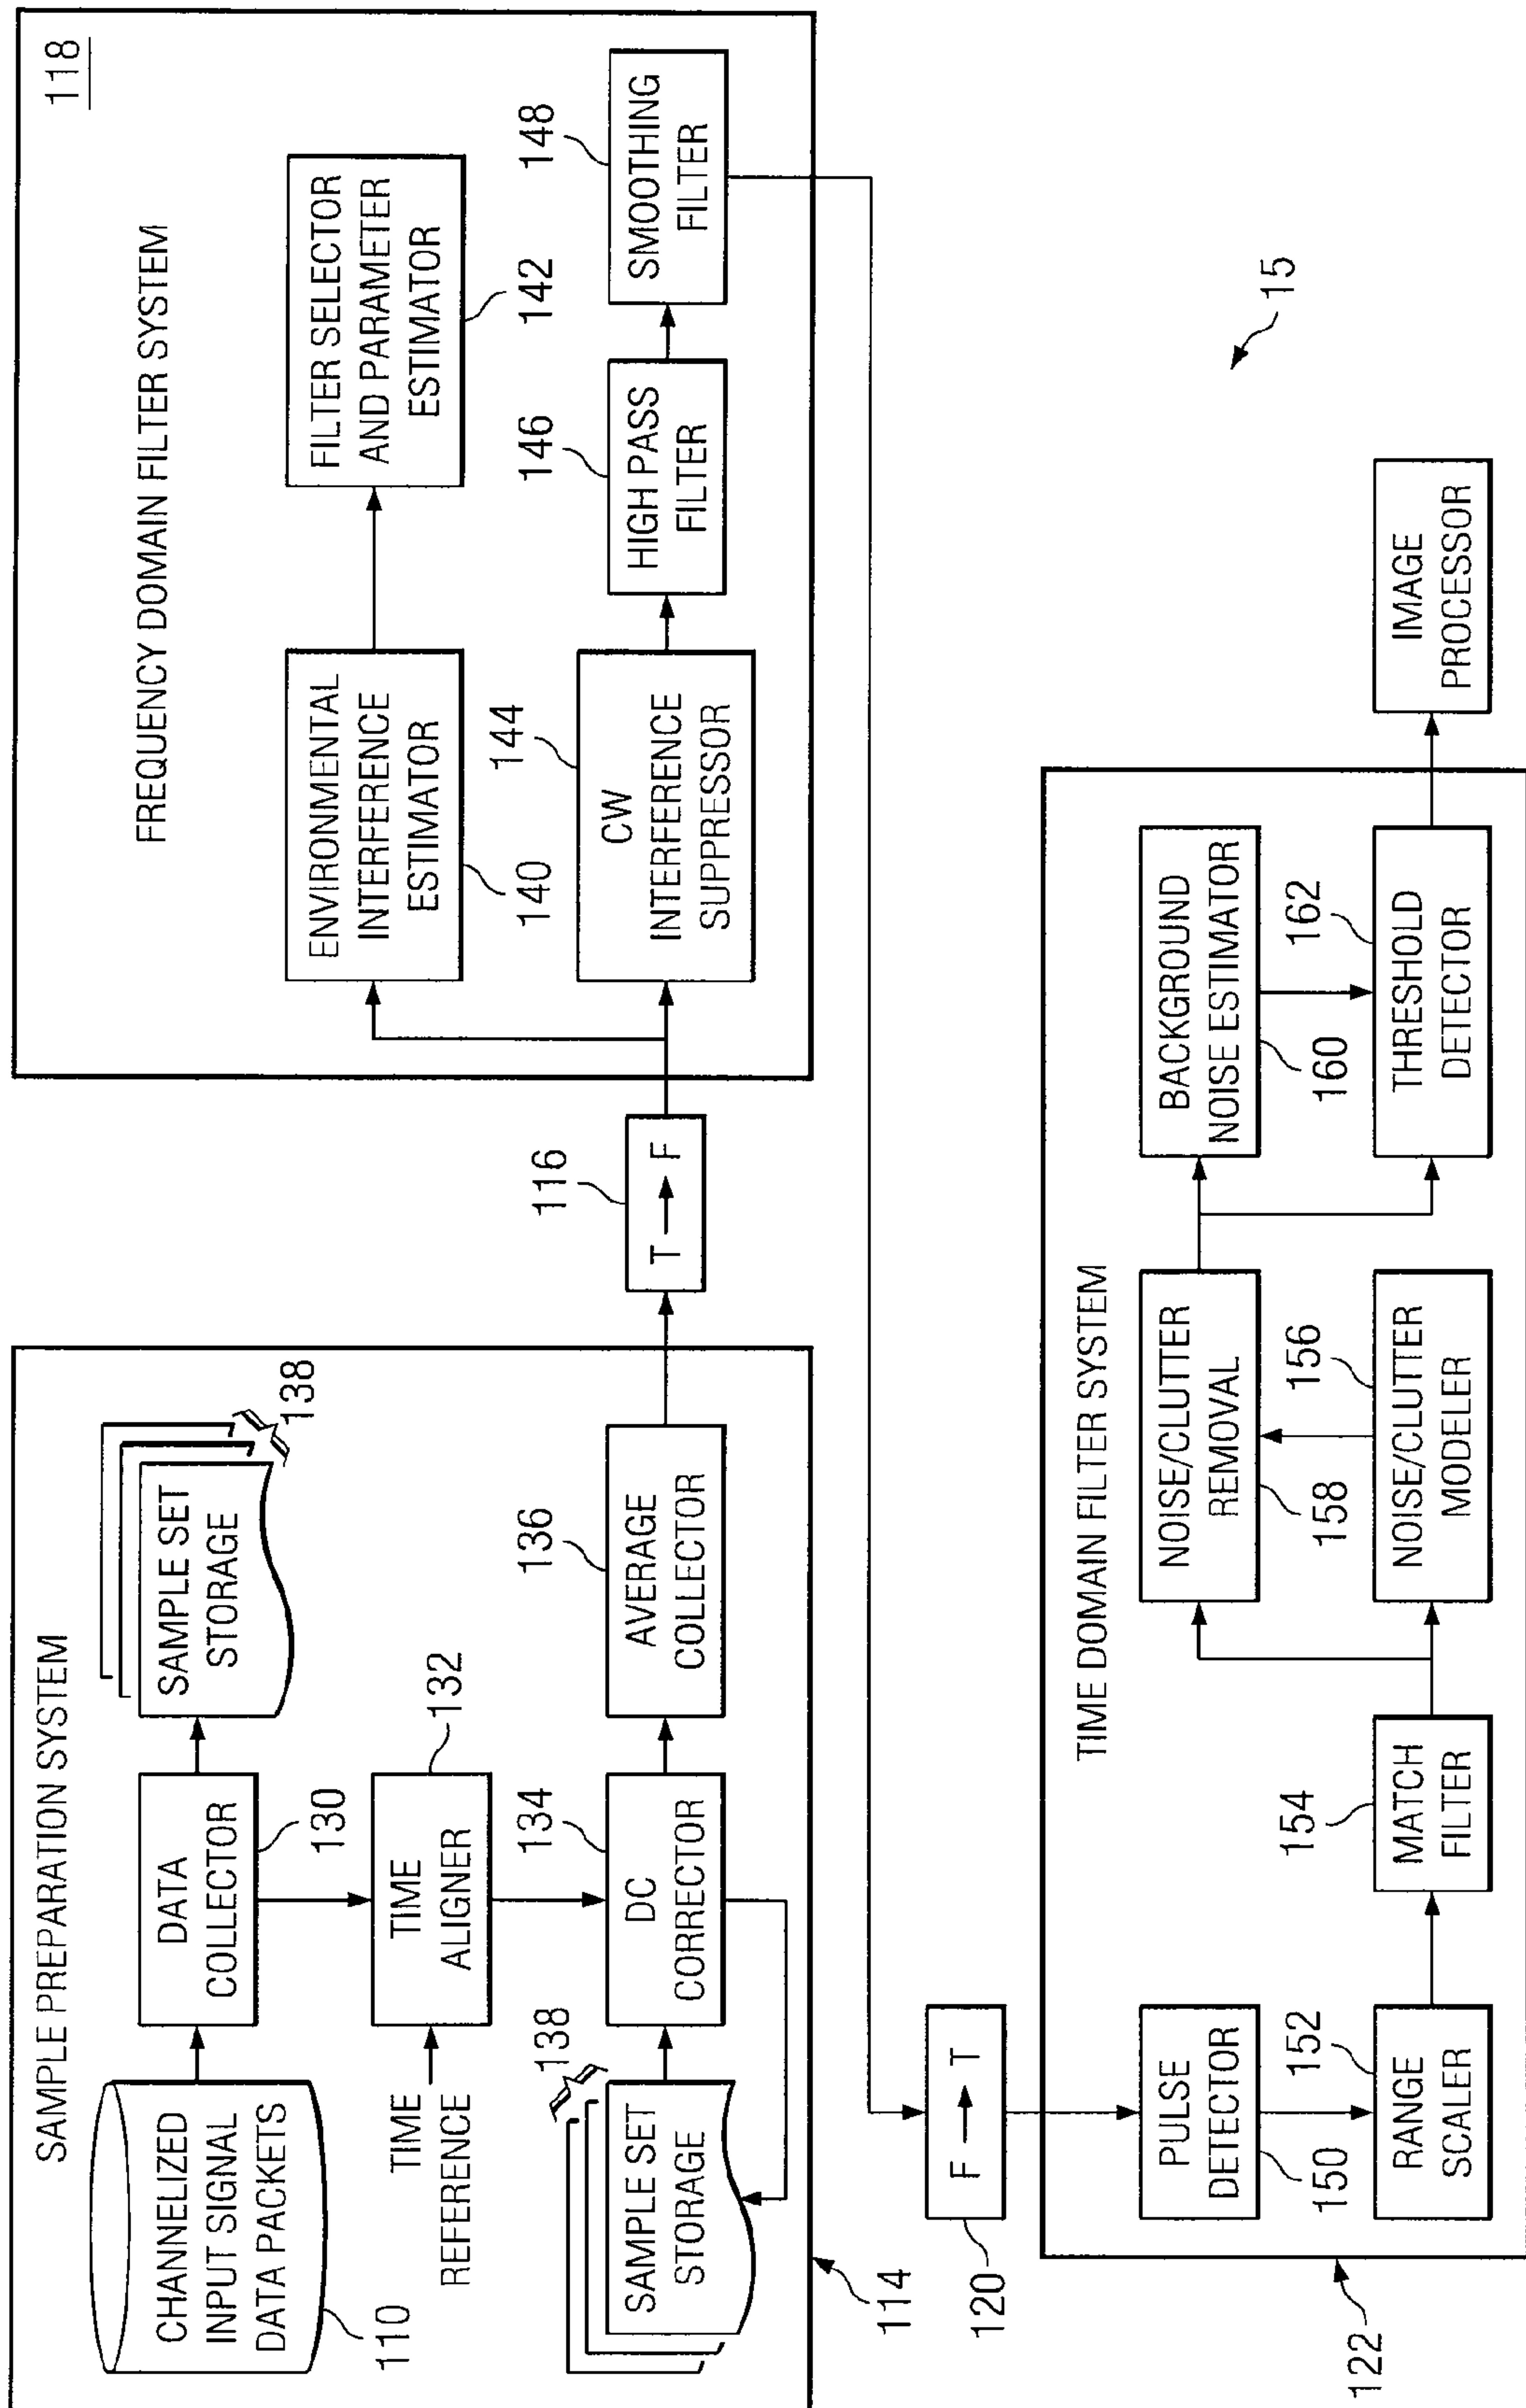 SAMPLE PREPARATION SYSTEM
CHANNELIZED
INPUT SIGNAL
DATA PACKETS
110
DATA
COLLECTOR
130
SAMPLE SET
STORAGE
138
TIME
REFERENCE
TIME
ALIGNER
132
138
SAMPLE SET
STORAGE
134
DC
CORRECTOR
136
AVERAGE
COLLECTOR
114
116
T F
118
FREQUENCY DOMAIN FILTER SYSTEM
ENVIRONMENTAL
INTERFERENCE
ESTIMATOR
140
FILTER SELECTOR
AND PARAMETER
ESTIMATOR
142
144
CW
INTERFERENCE
SUPPRESSOR
146
HIGH PASS
FILTER
148
SMOOTHING
FILTER
F T
120
15
TIME DOMAIN FILTER SYSTEM
PULSE
DETECTOR
150
152
RANGE
SCALER
154
MATCH
FILTER
NOISE/CLUTTER
REMOVAL
158
156
NOISE/CLUTTER
MODELER
BACKGROUND
NOISE ESTIMATOR
160
162
THRESHOLD
DETECTOR
IMAGE
PROCESSOR
122